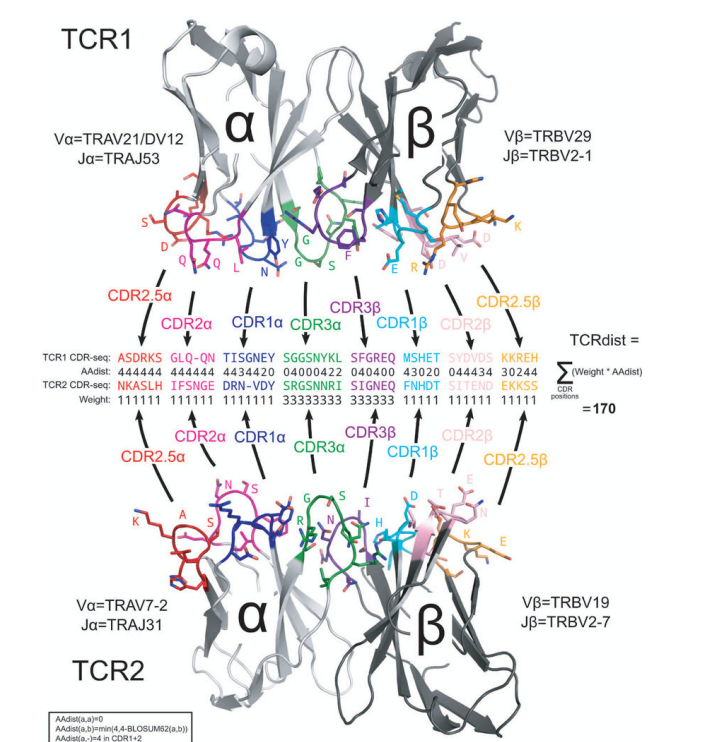 TCR1
α
β
Vα=TRAV21/DV12
Jα=TRAJ53
Vβ=TRBV29
Jβ=TRBV2-1
S
D
Q
Q
L
N
Y
G
G
S
F
E
R
D
V
D
K
CDR2.5α
CDR2α
CDR1α
CDR3α
CDR3β
CDR1β
CDR2β
CDR2.5β
TCR1 CDR-seq: ASDRKS GLQ-QN TISGNEY SGGSNYKL SFGREQ MSHET SYDVDS KKREH
AAdist: 444444 444444 4434420 04000422 040400 43020 044434 30244
TCR2 CDR-seq: NKASLH IFSNGE DRN-VDY SRGSNNRI SIGNEQ FNHDT SITEND EKKSS
Weight: 111111 111111 1111111 33333333 333333 11111 111111 11111
TCRdist =
∑ (Weight * AAdist)
CDR
positions
=170
CDR2.5α
CDR2α
CDR1α
CDR3α
CDR3β
CDR1β
CDR2β
CDR2.5β
K
A
S
N
S
R
G
S
N
I
H
D
T
E
N
K
E
Vα=TRAV7-2
Jα=TRAJ31
α
β
Vβ=TRBV19
Jβ=TRBV2-7
TCR2
AAdist(a,a)=0
AAdist(a,b)=min(4,4-BLOSUM62(a,b))
AAdist(a,-)=4 in CDR1+2